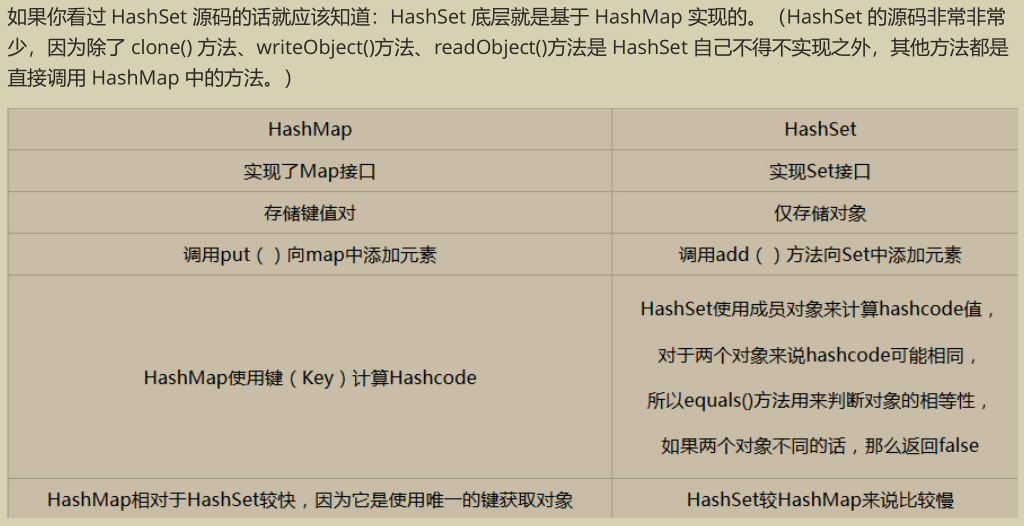 如果你看过 HashSet 源码的话就应该知道：HashSet 底层就是基于 HashMap 实现的。（HashSet 的源码非常非常
少，因为除了 clone() 方法、writeObject()方法、readObject()方法是 HashSet 自己不得不实现之外，其他方法都是
直接调用 HashMap 中的方法。）
HashMap HashSet
实现了Map接口 实现Set接口
存储键值对 仅存储对象
调用put（）向map中添加元素 调用add（）方法向Set中添加元素
HashMap使用键（Key）计算Hashcode
HashSet使用成员对象来计算hashcode值，
对于两个对象来说hashcode可能相同，
所以equals()方法用来判断对象的相等性，
如果两个对象不同的话，那么返回false
HashMap相对于HashSet较快，因为它是使用唯一的键获取对象 HashSet较HashMap来说比较慢